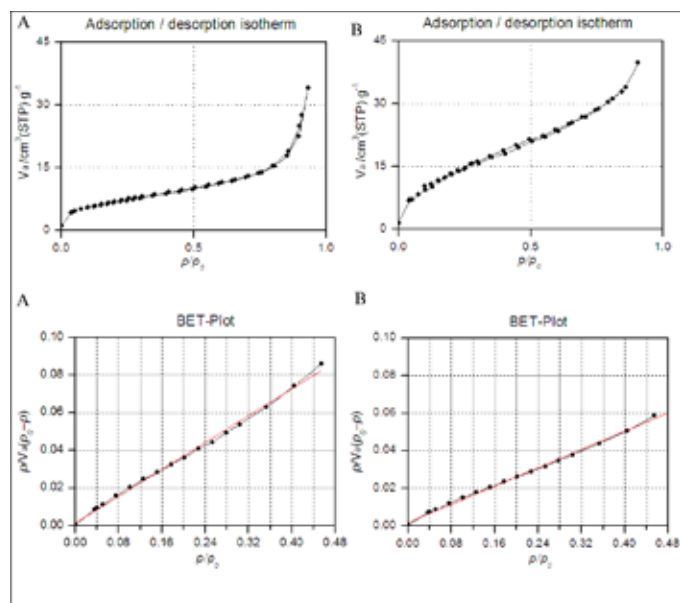 A
Adsorption / desorption isotherm
45
30
15
0
Va/cm³(STP) g⁻¹
0.0 0.5 1.0
p/p₀
B
Adsorption / desorption isotherm
45
30
15
0
Va/cm³(STP) g⁻¹
0.0 0.5 1.0
p/p₀
A
BET-Plot
0.10
0.08
0.06
0.04
0.02
0.00
p/Va(p₀-p)
0.00 0.08 0.16 0.24 0.32 0.40 0.48
p/p₀
B
BET-Plot
0.10
0.08
0.06
0.04
0.02
0.00
p/Va(p₀-p)
0.00 0.08 0.16 0.24 0.32 0.40 0.48
p/p₀